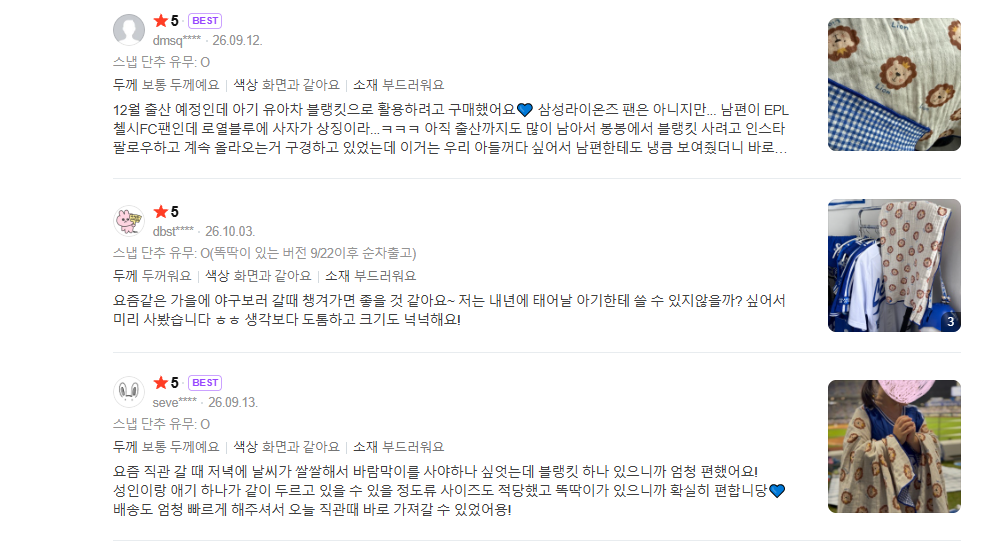 ★5 · BEST
dmsq**** · 26.09.12.
스냅 단추 유무: O
두께 보통 두께예요 | 색상 화면과 같아요 | 소재 부드러워요
12월 출산 예정인데 아기 유아차 블랭킷으로 활용하려고 구매했어요💙 삼성라이온즈 팬은 아니지만... 남편이 EPL
첼시FC팬인데 로열블루에 사자가 상징이라...ㅋㅋㅋ 아직 출산까지도 많이 남아서 봉봉에서 블랭킷 사려고 인스타
팔로우하고 계속 올라오는거 구경하고 있었는데 이거는 우리 아들꺼다 싶어서 남편한테도 냉큼 보여줬더니 바로...
Lion
Lion
★5
dbst**** · 26.10.03.
스냅 단추 유무: O(똑딱이 있는 버전 9/22이후 순차출고)
두께 두꺼워요 | 색상 화면과 같아요 | 소재 부드러워요
요즘같은 가을에 야구보러 갈때 챙겨가면 좋을 것 같아요~ 저는 내년에 태어날 아기한테 쓸 수 있지않을까? 싶어서
미리 사봤습니다 ㅎㅎ 생각보다 도톰하고 크기도 넉넉해요!
3
★5 · BEST
seve**** · 26.09.13.
스냅 단추 유무: O
두께 보통 두께예요 | 색상 화면과 같아요 | 소재 부드러워요
요즘 직관 갈 때 저녁에 날씨가 쌀쌀해서 바람막이를 사야하나 싶엇는데 블랭킷 하나 있으니까 엄청 편했어요!
성인이랑 애기 하나가 같이 두르고 있을 수 있을 정도류 사이즈도 적당했고 똑딱이가 있으니까 확실히 편합니당💙
배송도 엄청 빠르게 해주셔서 오늘 직관때 바로 가져갈 수 있었어용!